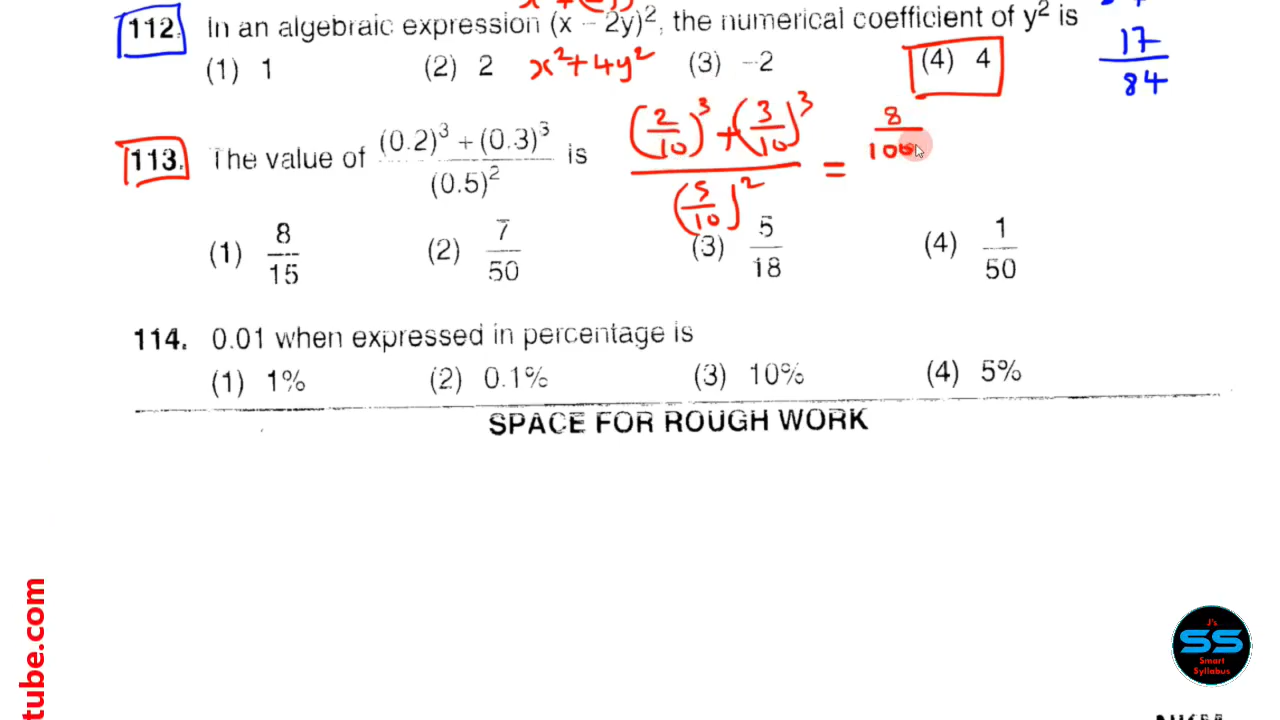 112. In an algebraic expression (x – 2y)², the numerical coefficient of y² is
(1) 1 (2) 2 x² + 4y² (3) –2 (4) 4
17/84
113. The value of ((0.2)³ + (0.3)³)/(0.5)² is ((2/10)³ + (3/10)³)/(5/10)² = 8/100
(1) 8/15 (2) 7/50 (3) 5/18 (4) 1/50
114. 0.01 when expressed in percentage is
(1) 1% (2) 0.1% (3) 10% (4) 5%
SPACE FOR ROUGH WORK
tube.com
J's
SS
Smart
Syllabus